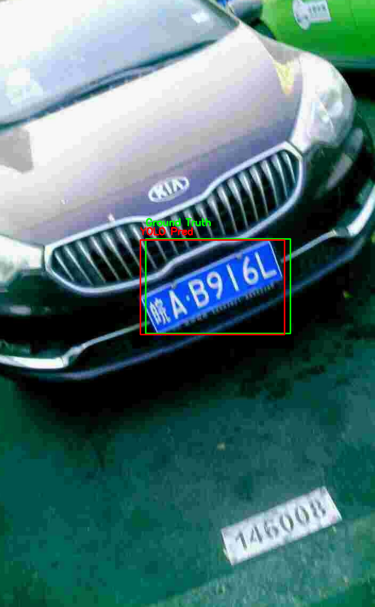 KIA
Ground Truth
YOLO Pred
皖A·B916L
146008